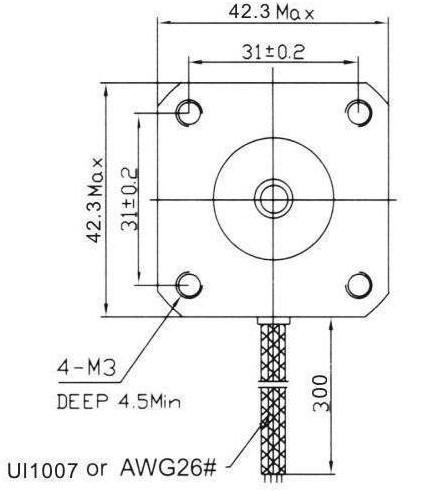 42.3 Max
31±0.2
42.3 Max
31±0.2
4-M3
DEEP 4.5Min
300
UI1007 or AWG26#